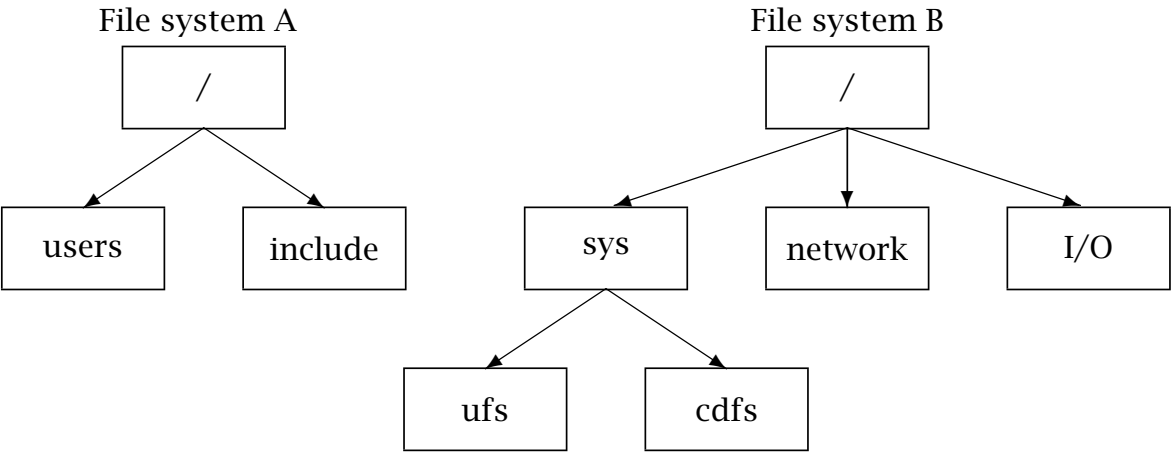 File system A
File system B
/
/
users
include
sys
network
I/O
ufs
cdfs